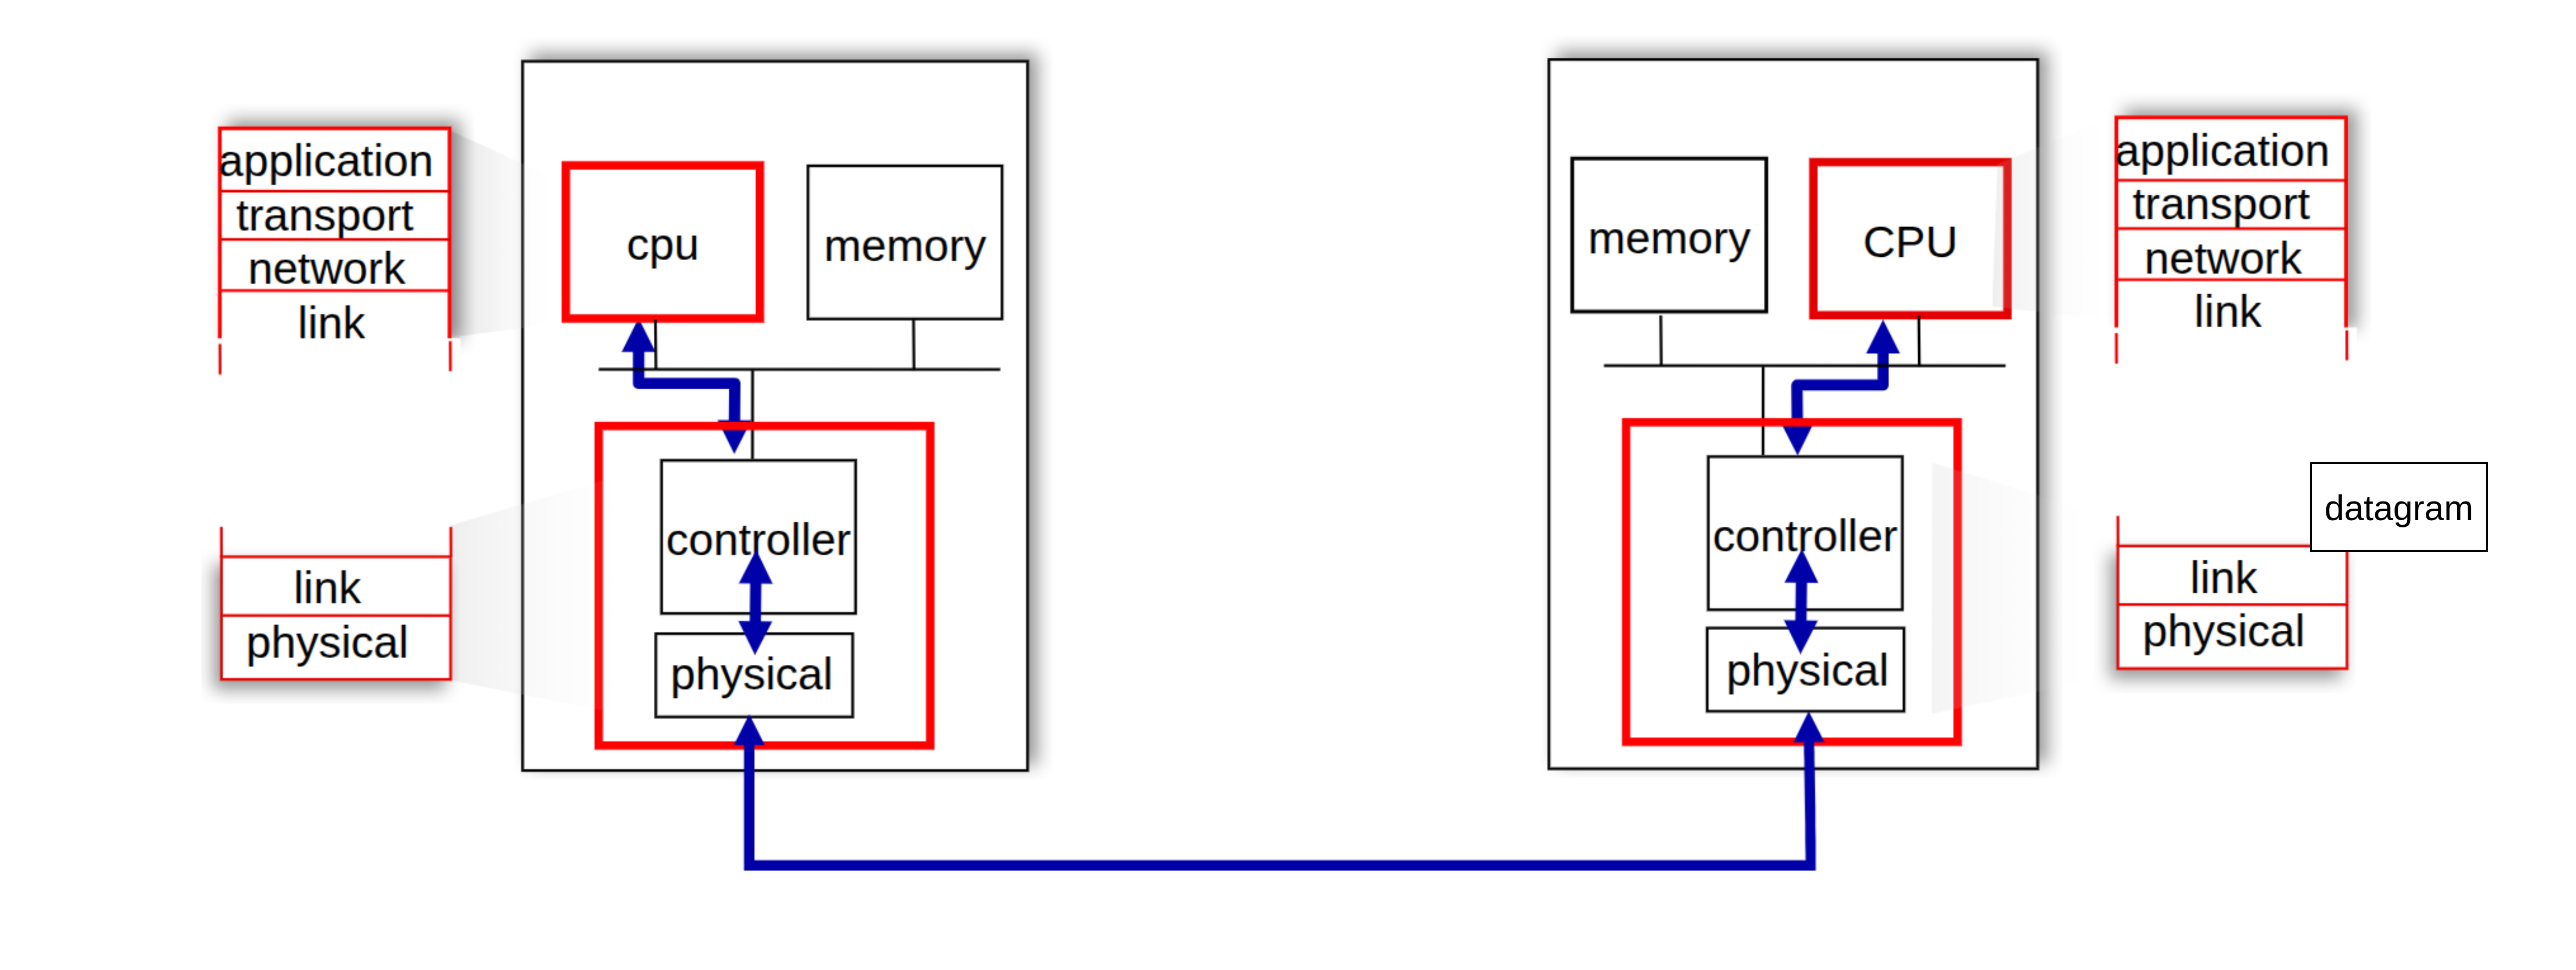 application
transport
network
link
link
physical
cpu
memory
controller
physical
memory
CPU
controller
physical
application
transport
network
link
datagram
link
physical